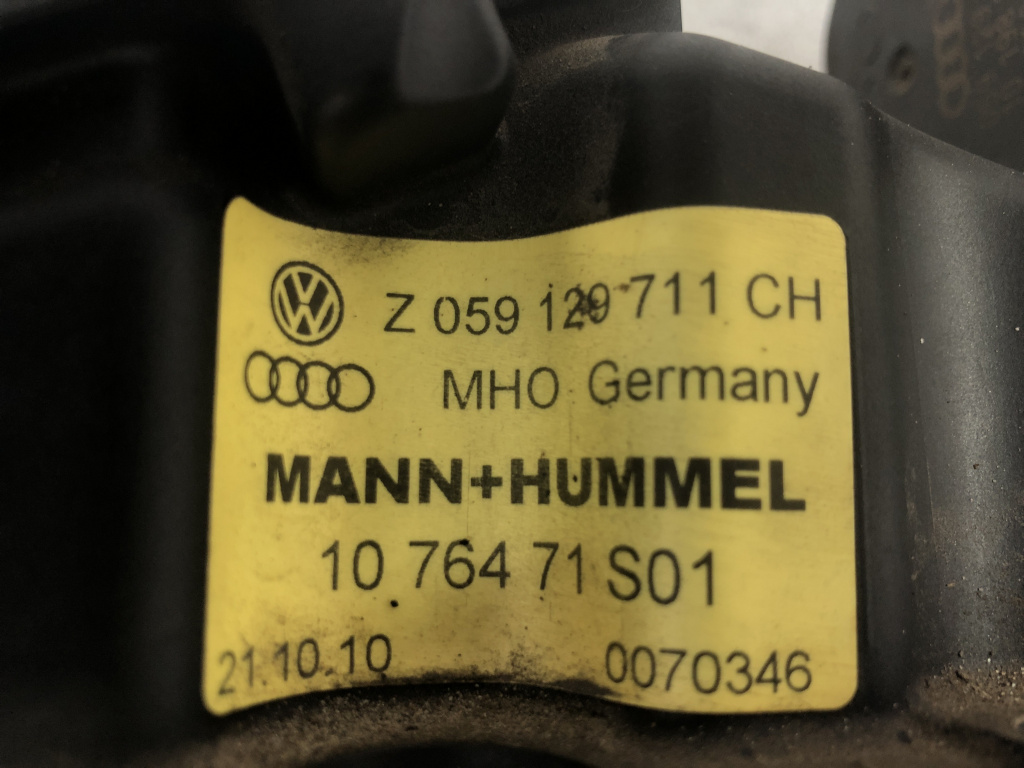 Z 059 129 711 CH
MHO Germany
MANN+HUMMEL
10 764 71 S01
21.10.10 0070346